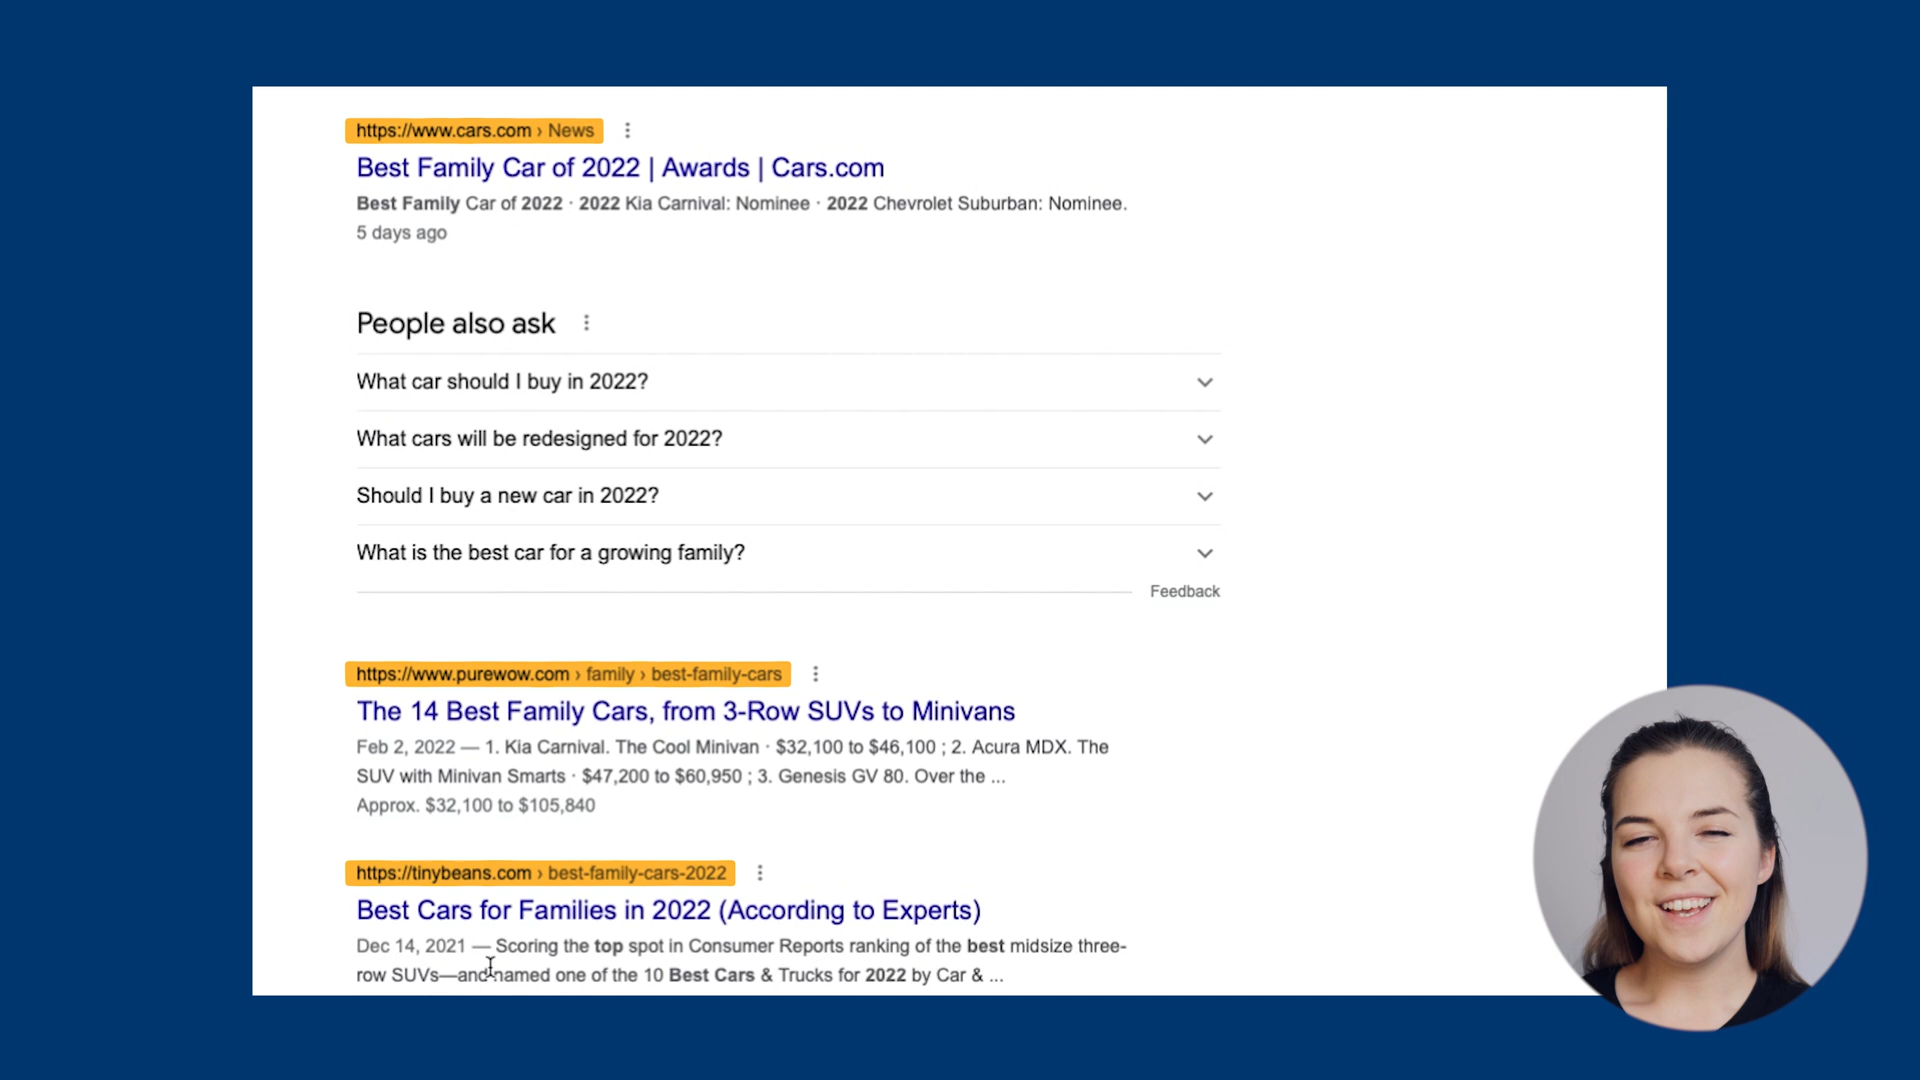 https://www.cars.com › News
Best Family Car of 2022 | Awards | Cars.com
Best Family Car of 2022 · 2022 Kia Carnival: Nominee · 2022 Chevrolet Suburban: Nominee.
5 days ago
People also ask
What car should I buy in 2022?
What cars will be redesigned for 2022?
Should I buy a new car in 2022?
What is the best car for a growing family?
Feedback
https://www.purewow.com › family › best-family-cars
The 14 Best Family Cars, from 3-Row SUVs to Minivans
Feb 2, 2022 — 1. Kia Carnival. The Cool Minivan · $32,100 to $46,100 ; 2. Acura MDX. The
SUV with Minivan Smarts · $47,200 to $60,950 ; 3. Genesis GV 80. Over the ...
Approx. $32,100 to $105,840
https://tinybeans.com › best-family-cars-2022
Best Cars for Families in 2022 (According to Experts)
Dec 14, 2021 — Scoring the top spot in Consumer Reports ranking of the best midsize three-
row SUVs—and named one of the 10 Best Cars & Trucks for 2022 by Car & ...